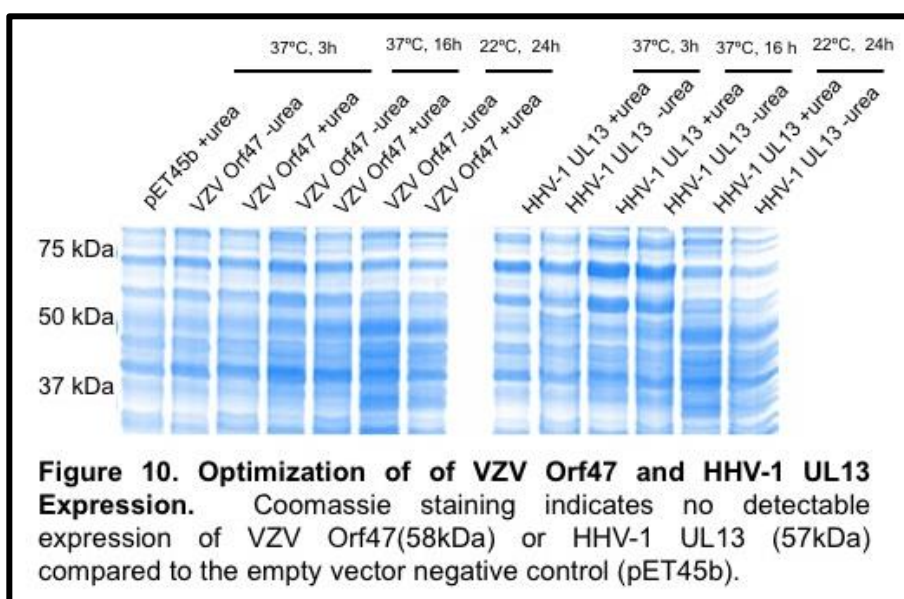 37ºC, 3h 37ºC, 16h 22ºC, 24h 37ºC, 3h 37ºC, 16 h 22ºC, 24h
pET45b +urea
VZV Orf47 -urea
VZV Orf47 +urea
VZV Orf47 -urea
VZV Orf47 +urea
VZV Orf47 -urea
VZV Orf47 +urea
HHV-1 UL13 +urea
HHV-1 UL13 -urea
HHV-1 UL13 +urea
HHV-1 UL13 -urea
HHV-1 UL13 +urea
HHV-1 UL13 -urea
75 kDa
50 kDa
37 kDa
Figure 10. Optimization of of VZV Orf47 and HHV-1 UL13
Expression. Coomassie staining indicates no detectable
expression of VZV Orf47(58kDa) or HHV-1 UL13 (57kDa)
compared to the empty vector negative control (pET45b).